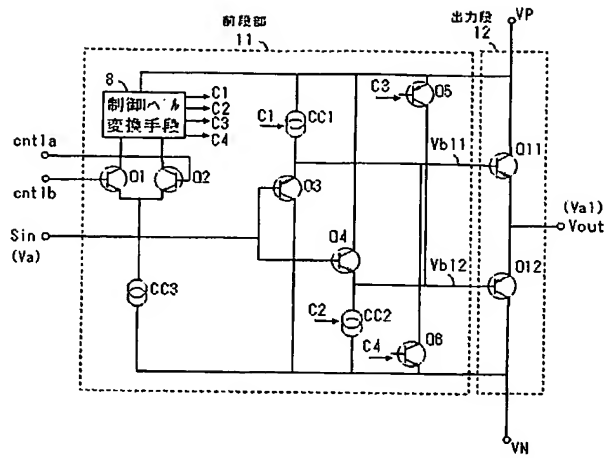 前段部
11
出力段
12
VP
8
制御レベル
変換手段
C1
C2
C3
C4
C1
CC1
C3
Q5
cnt1a
cnt1b
Q1
Q2
Q3
Vb11
Q11
Sin
(Va)
Q4
(Va1)
Vout
Vb12
Q12
CC3
C2
CC2
C4
Q6
VN